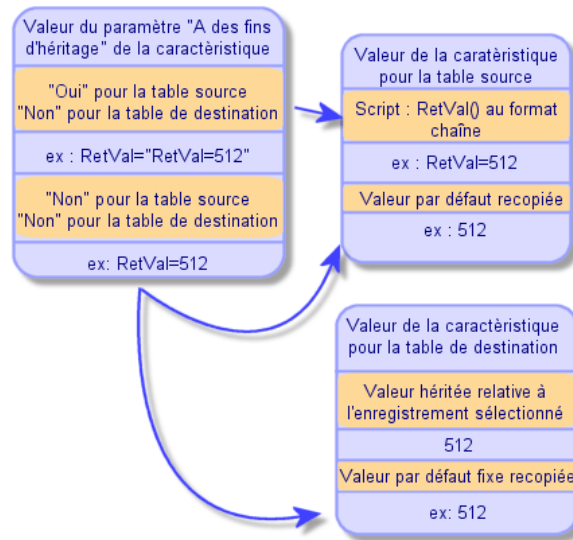 Valeur du paramètre "A des fins
d'héritage" de la caractèristique
"Oui" pour la table source
"Non" pour la table de destination
ex : RetVal="RetVal=512"
"Non" pour la table source
"Non" pour la table de destination
ex: RetVal=512
Valeur de la caratèristique
pour la table source
Script : RetVal() au format
chaîne
ex : RetVal=512
Valeur par défaut recopiée
ex : 512
Valeur de la caractèristique
pour la table de destination
Valeur héritée relative à
l'enregistrement sélectionné
512
Valeur par défaut fixe recopiée
ex: 512